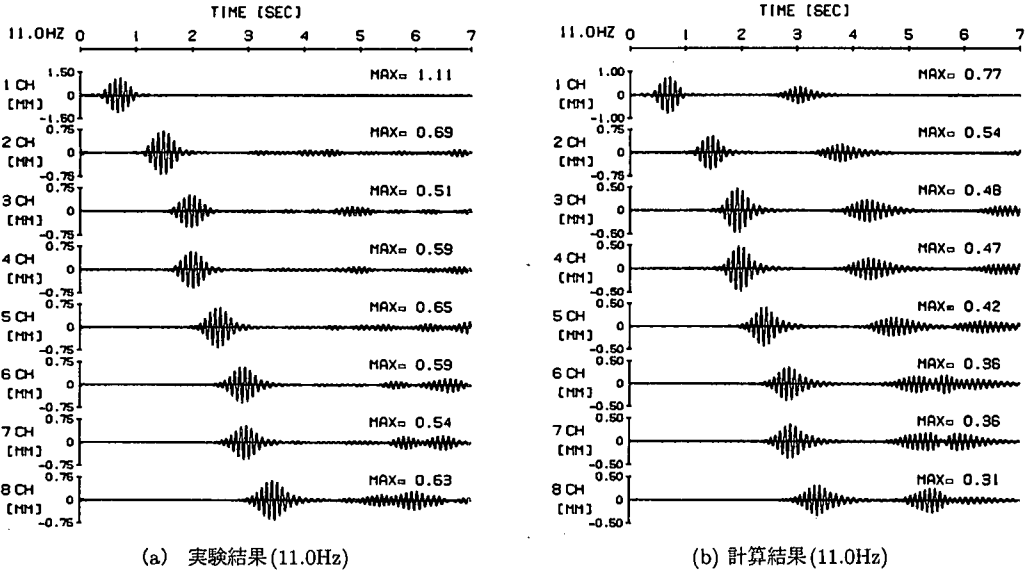 TIME [SEC]
11.0HZ 0 1 2 3 4 5 6 7
1 CH
[MM]
1.50
0
-1.50
MAX= 1.11
2 CH
[MM]
0.75
0
-0.75
MAX= 0.69
3 CH
[MM]
0.75
0
-0.75
MAX= 0.51
4 CH
[MM]
0.75
0
-0.75
MAX= 0.59
5 CH
[MM]
0.75
0
-0.75
MAX= 0.65
6 CH
[MM]
0.75
0
-0.75
MAX= 0.59
7 CH
[MM]
0.75
0
-0.75
MAX= 0.54
8 CH
[MM]
0.75
0
-0.75
MAX= 0.63
(a) 実験結果(11.0Hz)
TIME [SEC]
11.0HZ 0 1 2 3 4 5 6 7
1 CH
[MM]
1.00
0
-1.00
MAX= 0.77
2 CH
[MM]
0.75
0
-0.75
MAX= 0.54
3 CH
[MM]
0.50
0
-0.50
MAX= 0.48
4 CH
[MM]
0.50
0
-0.50
MAX= 0.47
5 CH
[MM]
0.50
0
-0.50
MAX= 0.42
6 CH
[MM]
0.50
0
-0.50
MAX= 0.36
7 CH
[MM]
0.50
0
-0.50
MAX= 0.36
8 CH
[MM]
0.50
0
-0.50
MAX= 0.31
(b) 計算結果(11.0Hz)